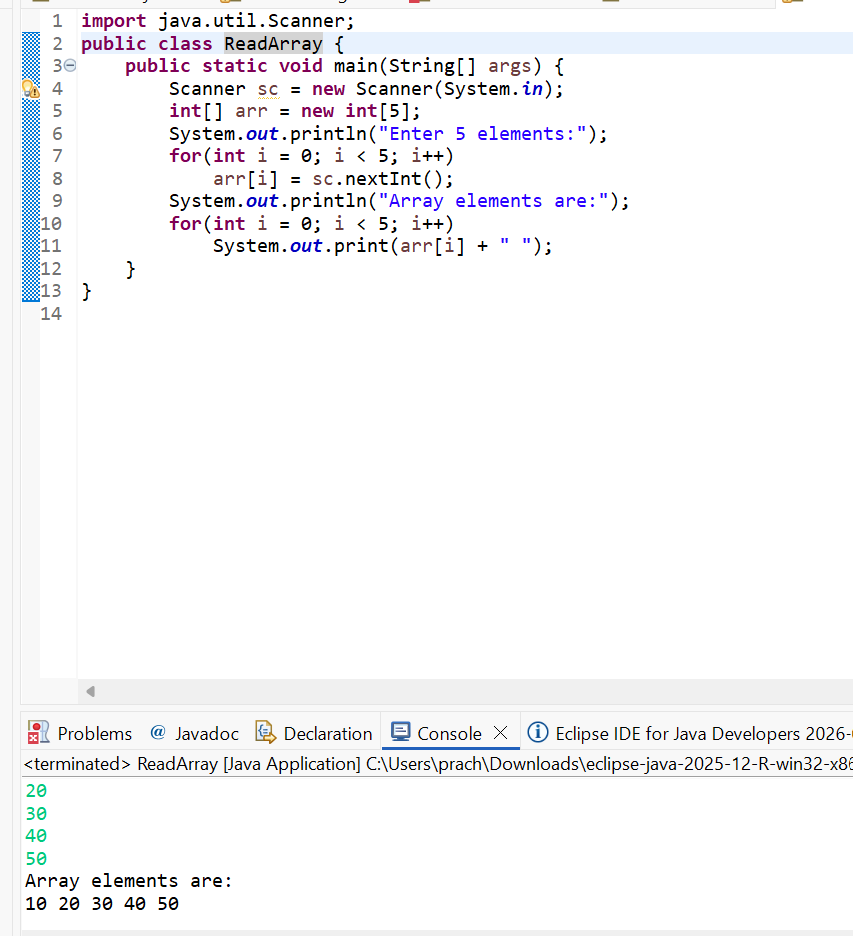 1 import java.util.Scanner;
2 public class ReadArray {
3 public static void main(String[] args) {
4 Scanner sc = new Scanner(System.in);
5 int[] arr = new int[5];
6 System.out.println("Enter 5 elements:");
7 for(int i = 0; i < 5; i++)
8 arr[i] = sc.nextInt();
9 System.out.println("Array elements are:");
10 for(int i = 0; i < 5; i++)
11 System.out.print(arr[i] + " ");
12 }
13 }
14
Problems @ Javadoc Declaration Console Eclipse IDE for Java Developers 2026-
<terminated> ReadArray [Java Application] C:\Users\prach\Downloads\eclipse-java-2025-12-R-win32-x86
20
30
40
50
Array elements are:
10 20 30 40 50